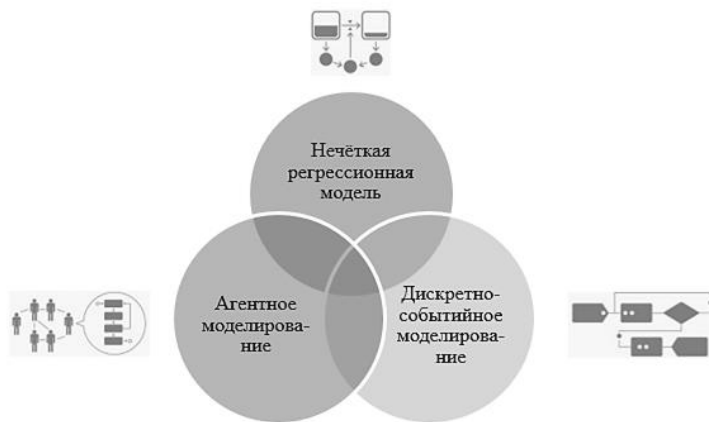 Нечёткая
регрессионная
модель
Агентное
моделирова-
ние
Дискретно-
событийное
моделирова-
ние